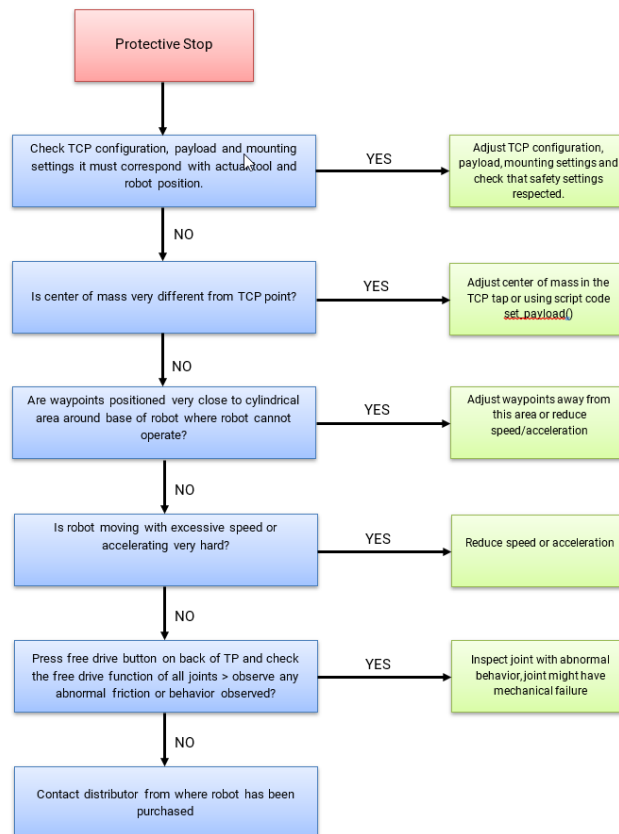 Protective Stop
Check TCP configuration, payload and mounting
settings it must correspond with actual tool and
robot position.
YES
Adjust TCP configuration,
payload, mounting settings and
check that safety settings
respected.
NO
Is center of mass very different from TCP point?
YES
Adjust center of mass in the
TCP tap or using script code
set_payload()
NO
Are waypoints positioned very close to cylindrical
area around base of robot where robot cannot
operate?
YES
Adjust waypoints away from
this area or reduce
speed/acceleration
NO
Is robot moving with excessive speed or
accelerating very hard?
YES
Reduce speed or acceleration
NO
Press free drive button on back of TP and check
the free drive function of all joints > observe any
abnormal friction or behavior observed?
YES
Inspect joint with abnormal
behavior, joint might have
mechanical failure
NO
Contact distributor from where robot has been
purchased